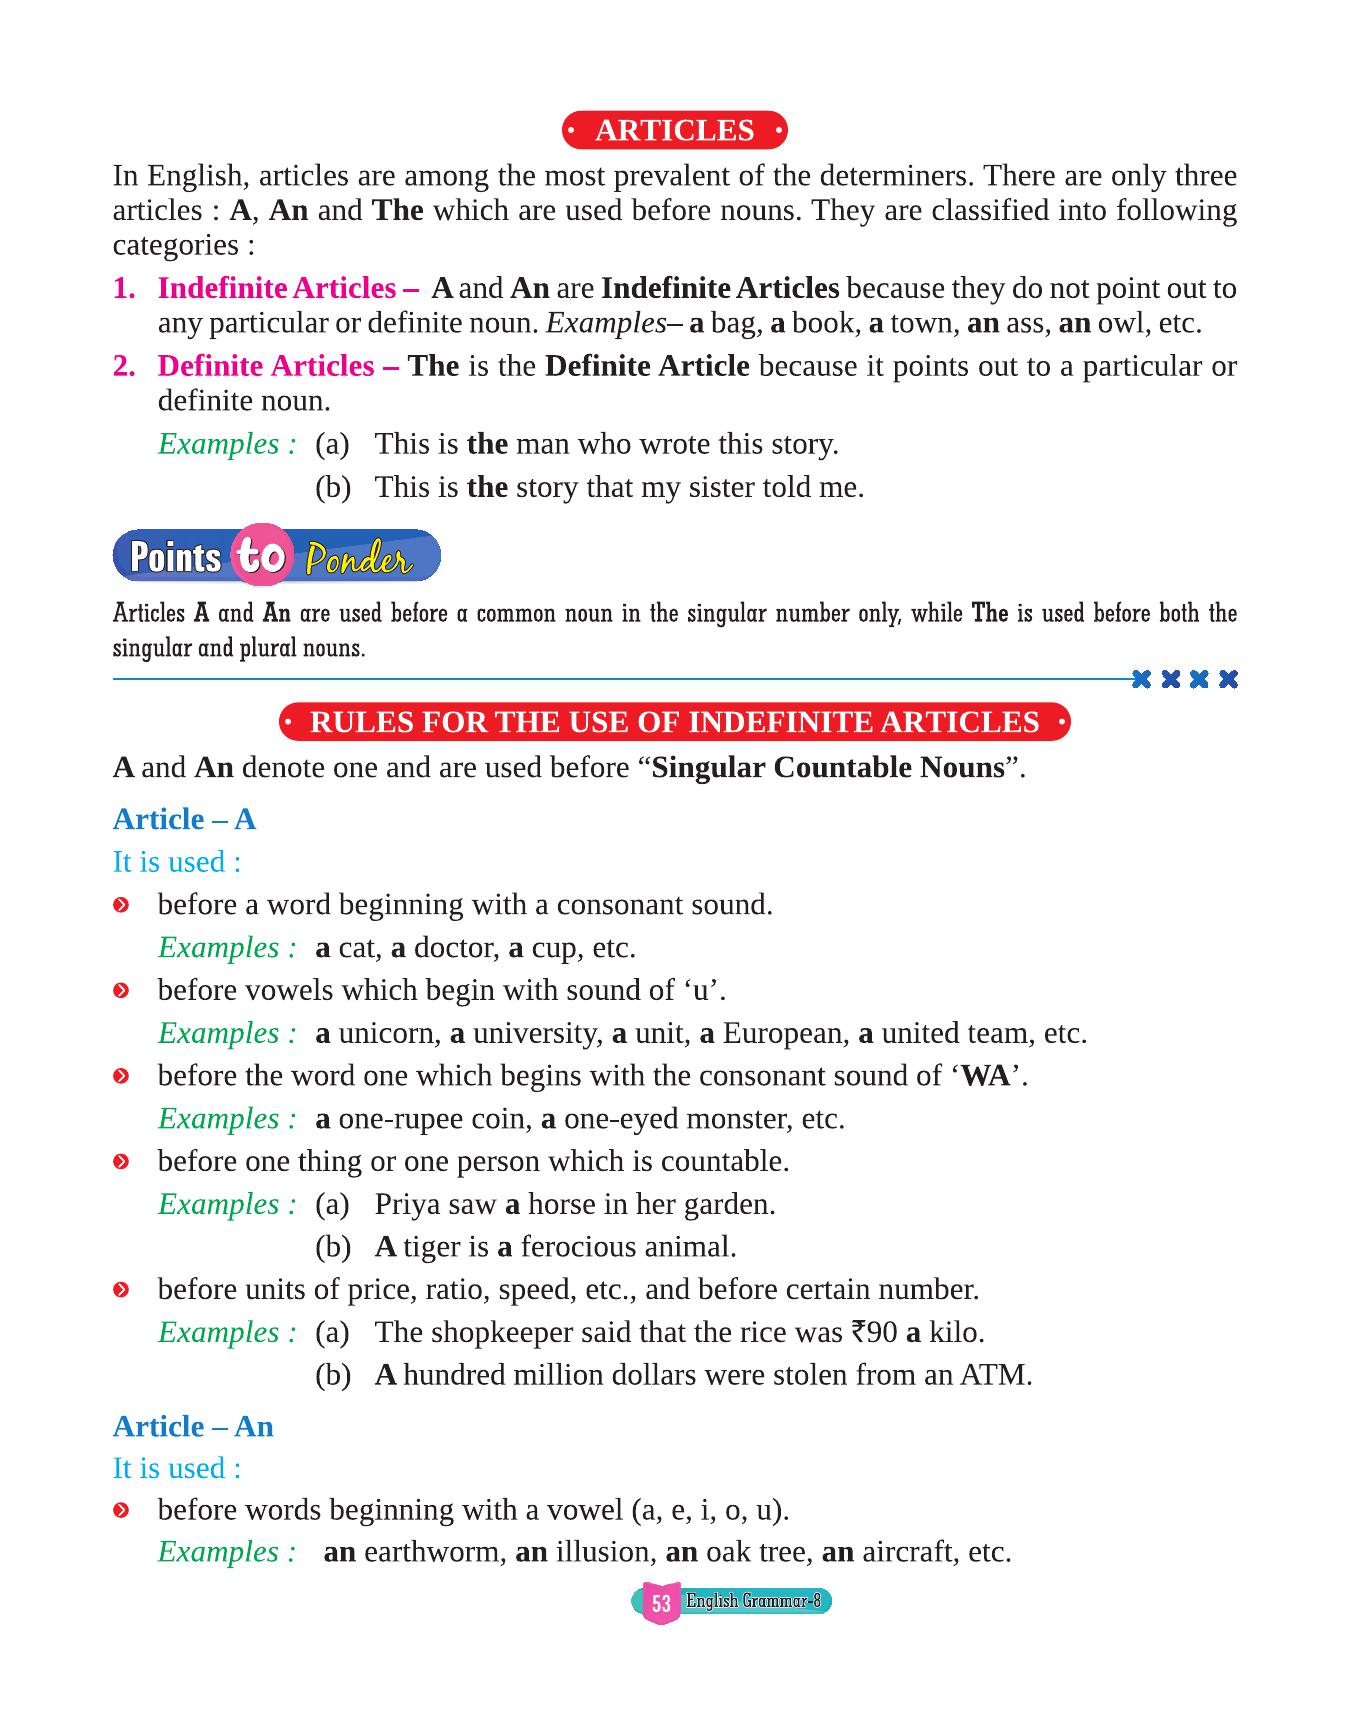 ARTICLES
In English, articles are among the most prevalent of the determiners. There are only three
articles : A, An and The which are used before nouns. They are classified into following
categories :
1. Indefinite Articles – A and An are Indefinite Articles because they do not point out to
any particular or definite noun. Examples– a bag, a book, a town, an ass, an owl, etc.
2. Definite Articles – The is the Definite Article because it points out to a particular or
definite noun.
Examples : (a) This is the man who wrote this story.
(b) This is the story that my sister told me.
Points to Ponder
Articles A and An are used before a common noun in the singular number only, while The is used before both the
singular and plural nouns.
RULES FOR THE USE OF INDEFINITE ARTICLES
A and An denote one and are used before “Singular Countable Nouns”.
Article – A
It is used :
before a word beginning with a consonant sound.
Examples : a cat, a doctor, a cup, etc.
before vowels which begin with sound of ‘u’.
Examples : a unicorn, a university, a unit, a European, a united team, etc.
before the word one which begins with the consonant sound of ‘WA’.
Examples : a one-rupee coin, a one-eyed monster, etc.
before one thing or one person which is countable.
Examples : (a) Priya saw a horse in her garden.
(b) A tiger is a ferocious animal.
before units of price, ratio, speed, etc., and before certain number.
Examples : (a) The shopkeeper said that the rice was ₹90 a kilo.
(b) A hundred million dollars were stolen from an ATM.
Article – An
It is used :
before words beginning with a vowel (a, e, i, o, u).
Examples : an earthworm, an illusion, an oak tree, an aircraft, etc.
53 English Grammar-8